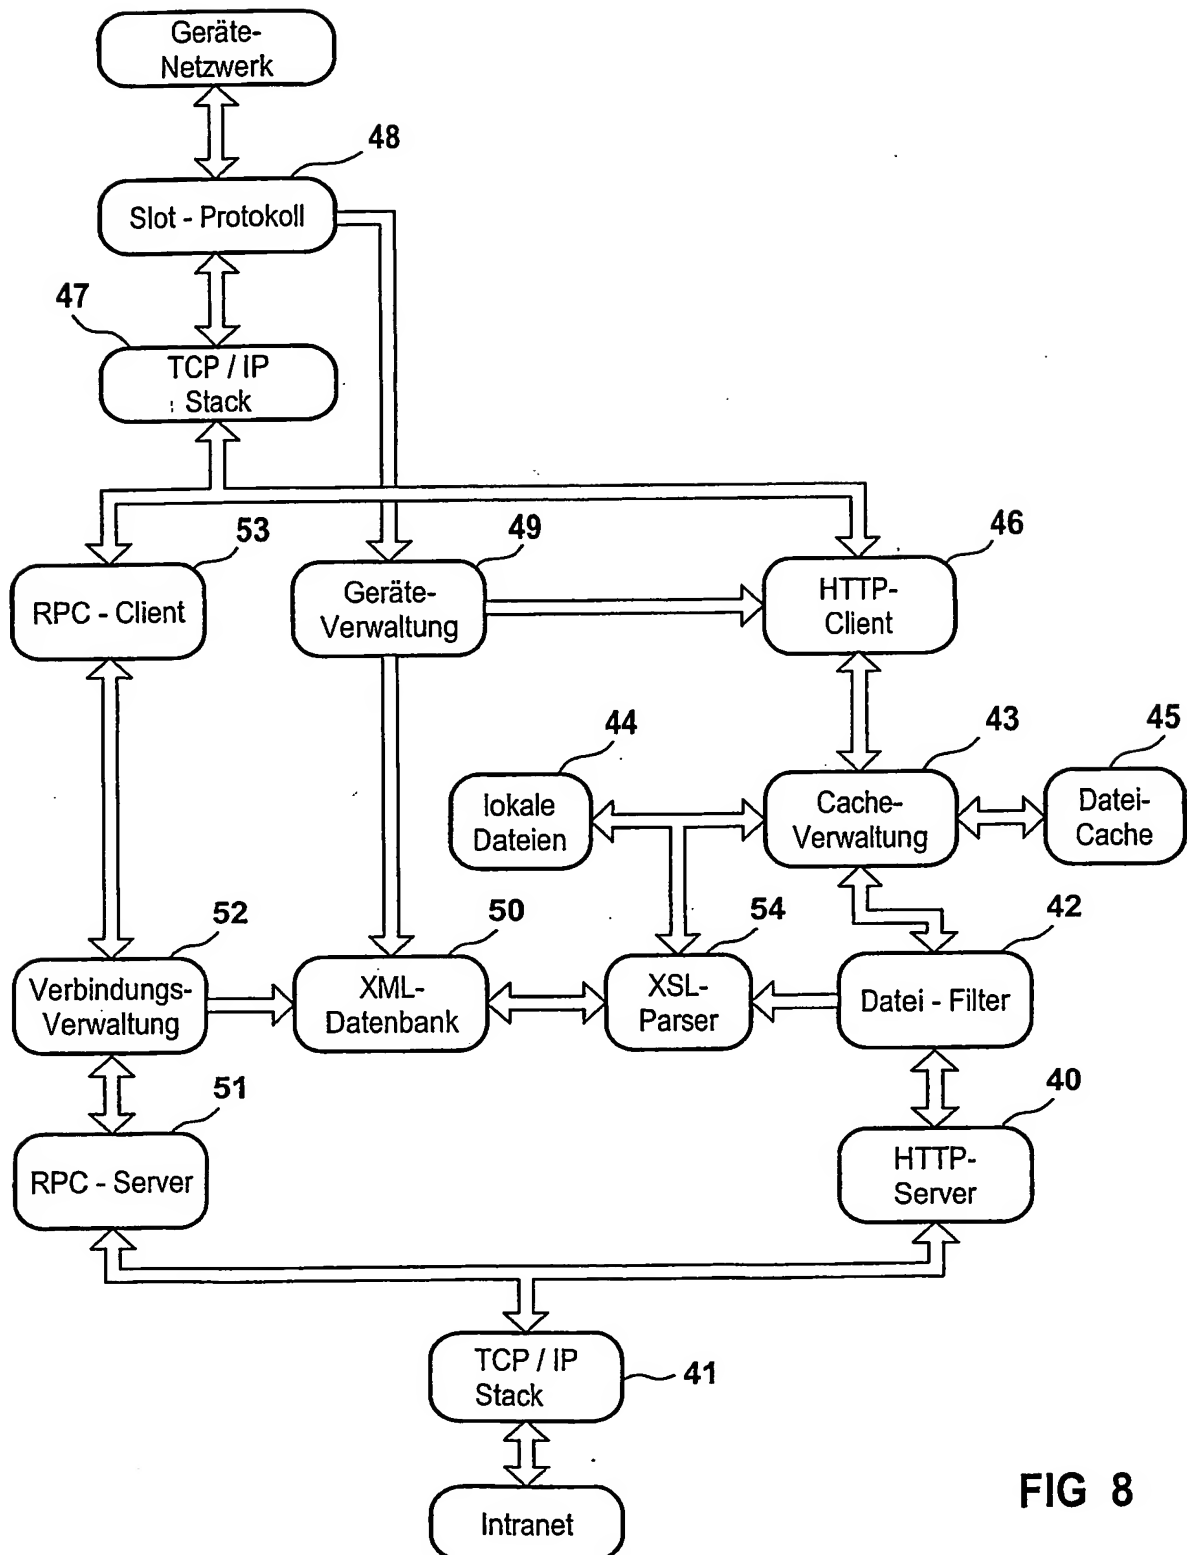 Geräte-
Netzwerk
48
Slot - Protokoll
47
TCP / IP
Stack
53
49
46
RPC - Client
Geräte-
Verwaltung
HTTP-
Client
44
43
45
lokale
Dateien
Cache-
Verwaltung
Datei-
Cache
52
50
54
42
Verbindungs-
Verwaltung
XML-
Datenbank
XSL-
Parser
Datei - Filter
51
40
RPC - Server
HTTP-
Server
TCP / IP
Stack
41
Intranet
FIG 8